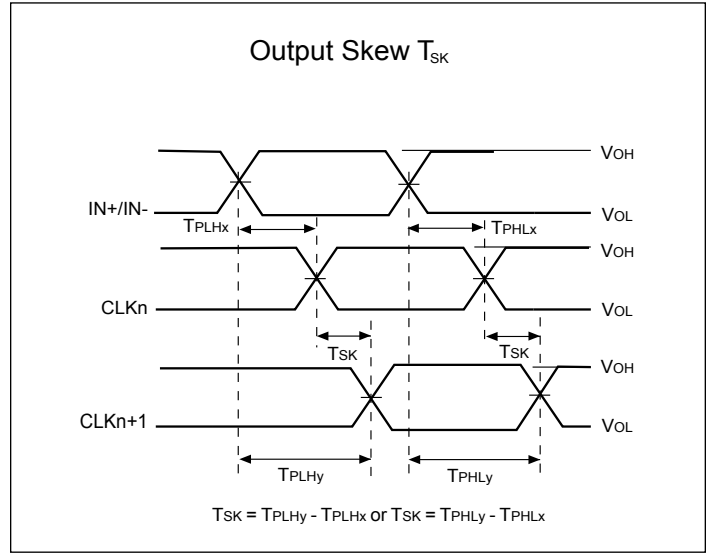 Output Skew TSK
VOH
IN+/IN-
VOL
TPLHx
TPHLx
VOH
CLKn
VOL
TSK
TSK
VOH
CLKn+1
VOL
TPLHy
TPHLy
TSK = TPLHy - TPLHx or TSK = TPHLy - TPHLx